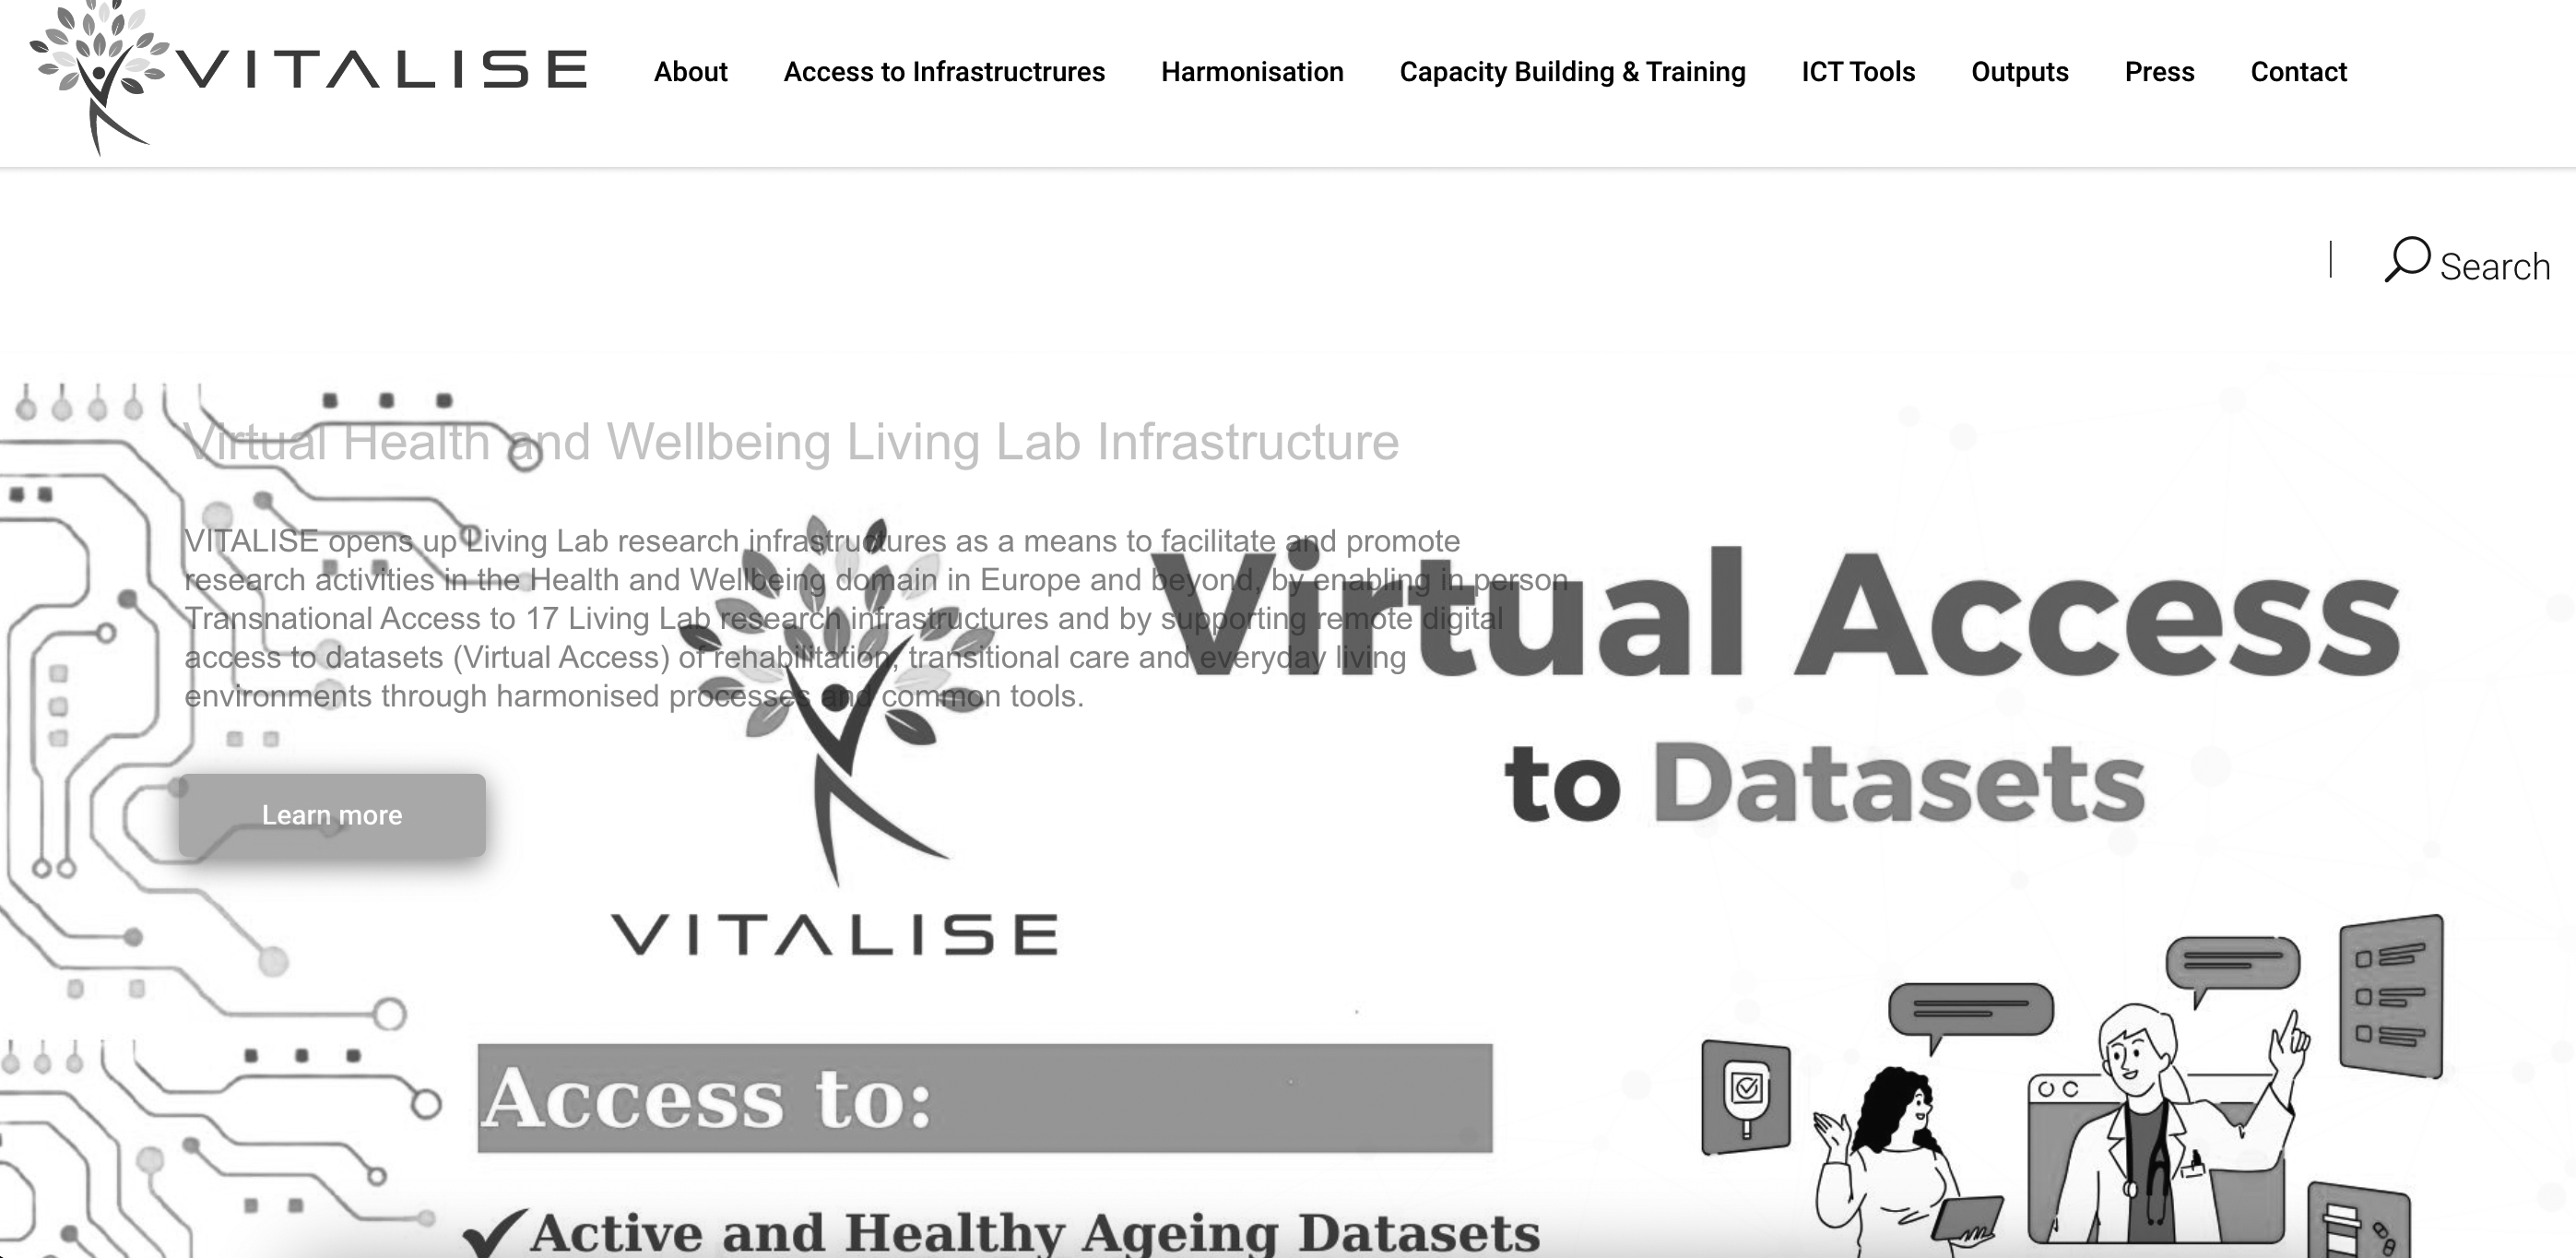 VITALISE
About Access to Infrastructrures Harmonisation Capacity Building & Training ICT Tools Outputs Press Contact
Search
Virtual Health and Wellbeing Living Lab Infrastructure
VITALISE opens up Living Lab research infrastructures as a means to facilitate and promote
research activities in the Health and Wellbeing domain in Europe and beyond, by enabling in person
Transnational Access to 17 Living Lab research infrastructures and by supporting remote digital
access to datasets (Virtual Access) of rehabilitation, transitional care and everyday living
environments through harmonised processes and common tools.
Learn more
VITALISE
Virtual Access
to Datasets
Access to:
Active and Healthy Ageing Datasets